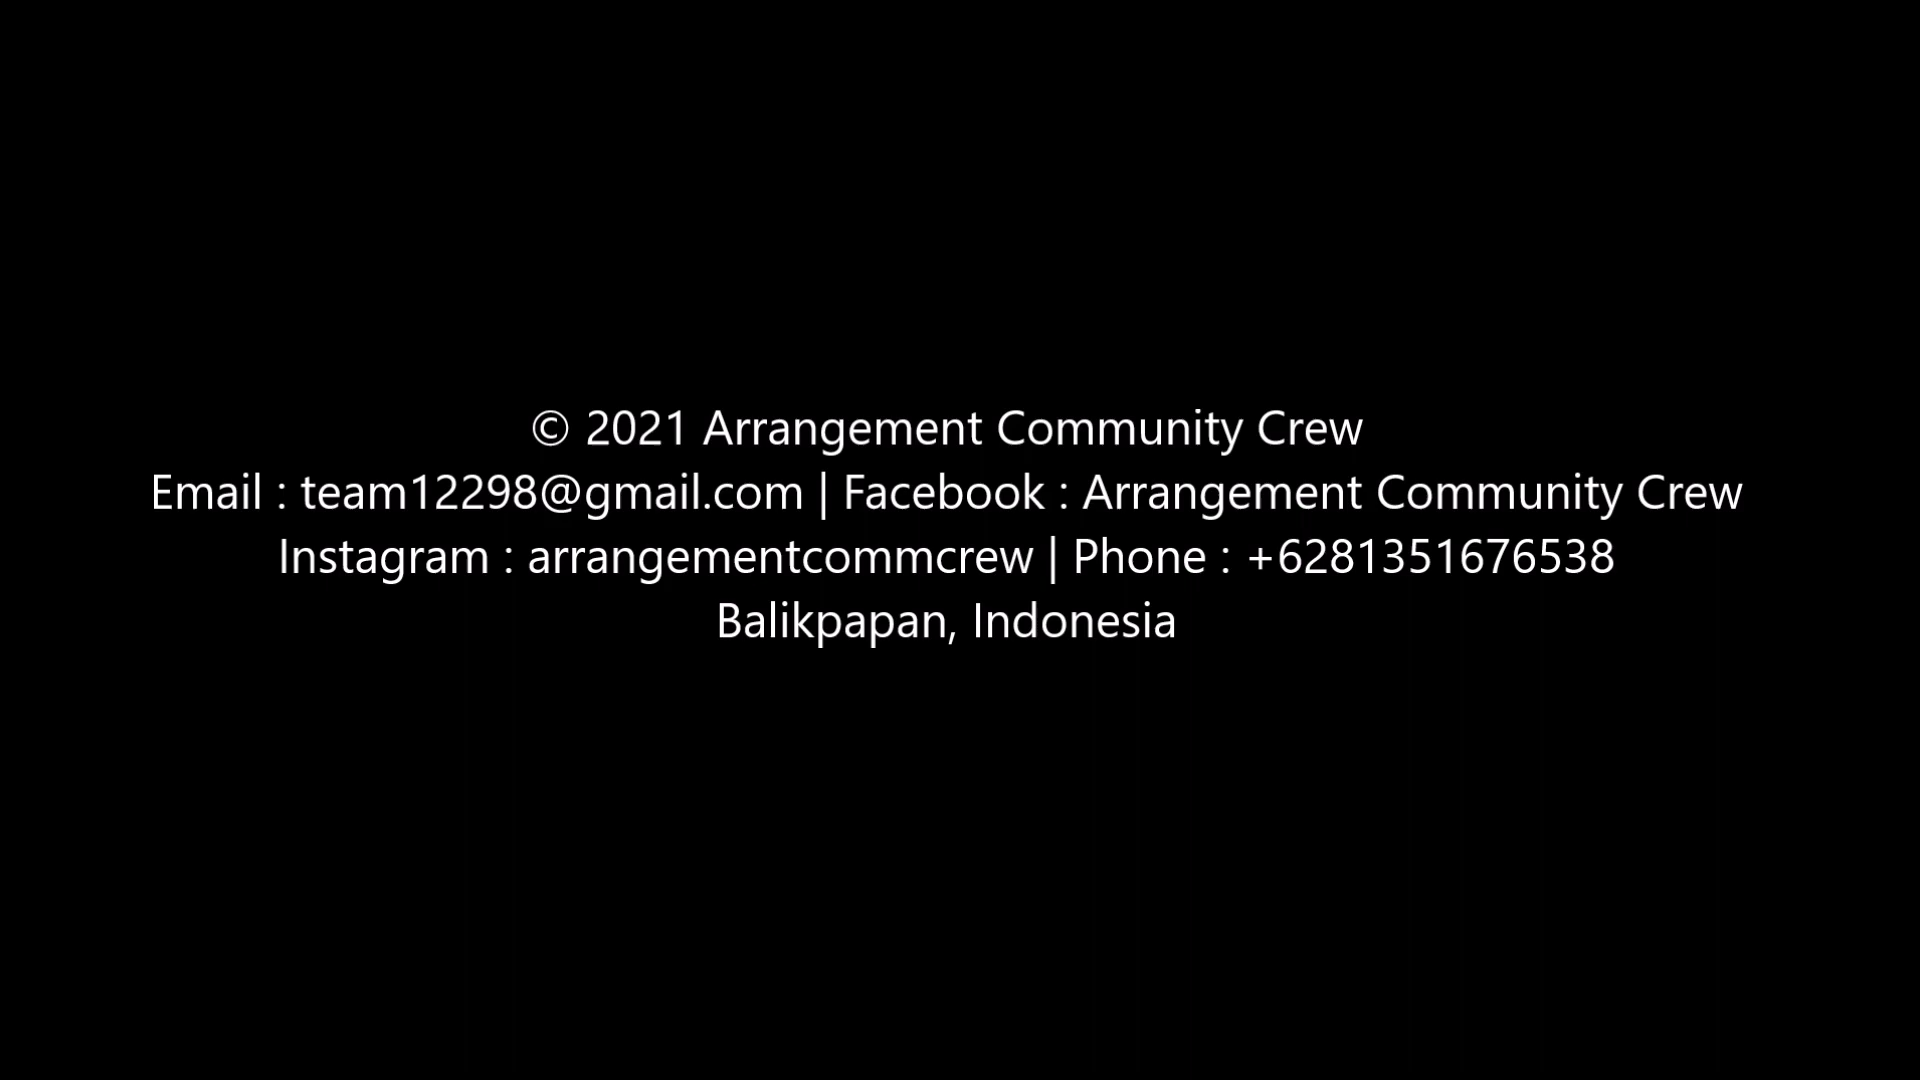 © 2021 Arrangement Community Crew
Email : team12298@gmail.com | Facebook : Arrangement Community Crew
Instagram : arrangementcommcrew | Phone : +6281351676538
Balikpapan, Indonesia